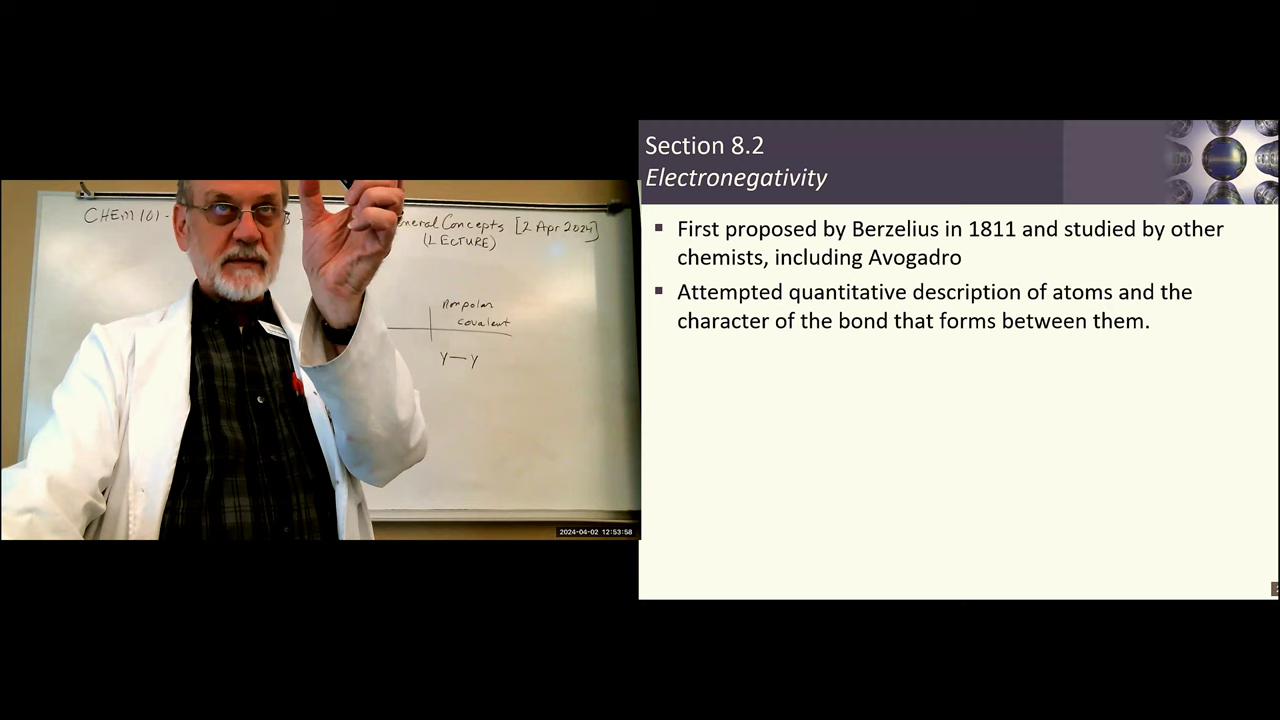 CHEM 101 -
General Concepts [2 Apr 2024]
(LECTURE)
Nonpolar
covalent
Y—Y
2024-04-02 12:53:58
Section 8.2
Electronegativity
▪ First proposed by Berzelius in 1811 and studied by other
chemists, including Avogadro
▪ Attempted quantitative description of atoms and the
character of the bond that forms between them.